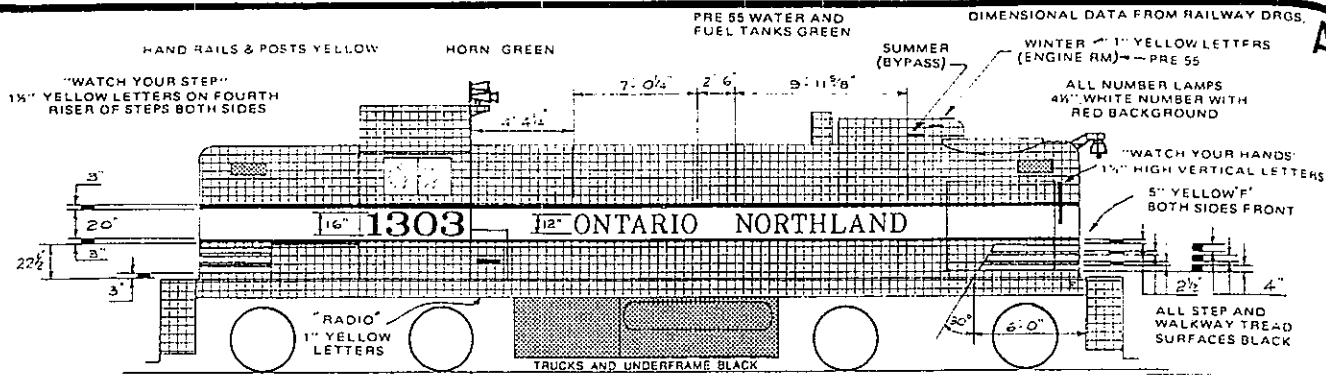 PRE 55 WATER AND
FUEL TANKS GREEN
DIMENSIONAL DATA FROM RAILWAY DRGS.
A
HAND RAILS & POSTS YELLOW
HORN GREEN
SUMMER
(BYPASS)
WINTER 1" YELLOW LETTERS
(ENGINE RM) PRE 55
"WATCH YOUR STEP"
1½" YELLOW LETTERS ON FOURTH
RISER OF STEPS BOTH SIDES
7'-0¼" 2'-6" 9'-11⅝"
4'-4¼"
ALL NUMBER LAMPS
4½" WHITE NUMBER WITH
RED BACKGROUND
"WATCH YOUR HANDS"
1½" HIGH VERTICAL LETTERS
5" YELLOW 'F'
BOTH SIDES FRONT
3"
20"
3"
22½"
3"
16" 1303 12" ONTARIO NORTHLAND
2½" 4"
30° 6'-0"
"RADIO"
1" YELLOW
LETTERS
ALL STEP AND
WALKWAY TREAD
SURFACES BLACK
TRUCKS AND UNDERFRAME BLACK